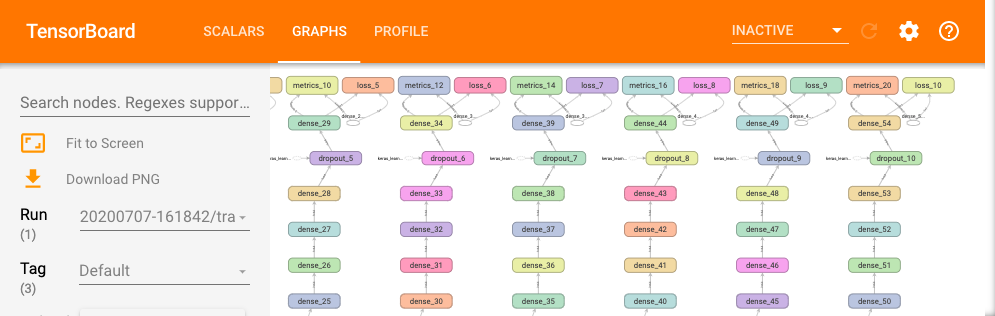 TensorBoard
SCALARS
GRAPHS
PROFILE
INACTIVE
Search nodes. Regexes suppor...
Fit to Screen
Download PNG
Run
(1)
20200707-161842/tra
Tag
(3)
Default
metrics_10 loss_5 metrics_12 loss_6 metrics_14 loss_7 metrics_16 loss_8 metrics_18 loss_9 metrics_20 loss_10
dense_29 dense_34 dense_39 dense_44 dense_49 dense_54
dropout_5 dropout_6 dropout_7 dropout_8 dropout_9 dropout_10
dense_28 dense_33 dense_38 dense_43 dense_48 dense_53
dense_27 dense_32 dense_37 dense_42 dense_47 dense_52
dense_26 dense_31 dense_36 dense_41 dense_46 dense_51
dense_25 dense_30 dense_35 dense_40 dense_45 dense_50